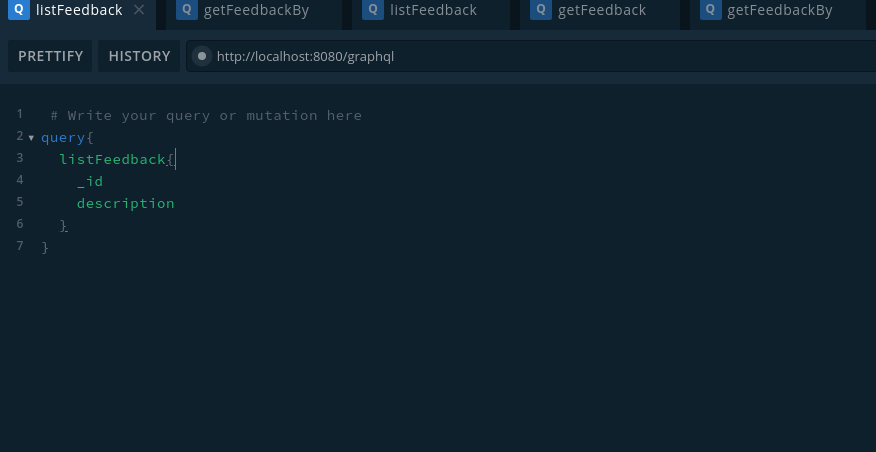 Q listFeedback × Q getFeedbackBy Q listFeedback Q getFeedback Q getFeedbackBy
PRETTIFY HISTORY http://localhost:8080/graphql
1 # Write your query or mutation here
2 query{
3 listFeedback{
4 _id
5 description
6 }
7 }